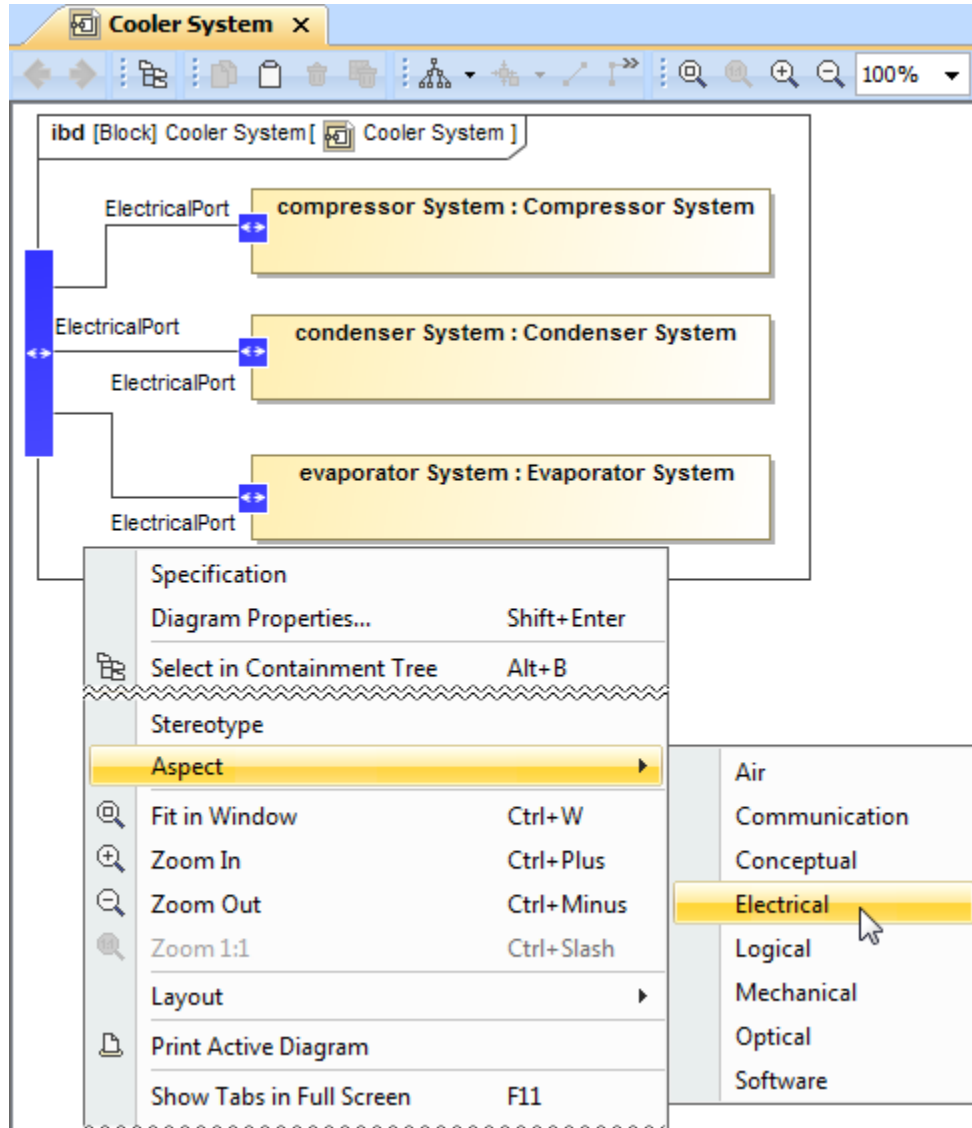 Cooler System
100%
ibd [Block] Cooler System[ Cooler System ]
ElectricalPort
compressor System : Compressor System
ElectricalPort
condenser System : Condenser System
ElectricalPort
evaporator System : Evaporator System
ElectricalPort
Specification
Diagram Properties... Shift+Enter
Select in Containment Tree Alt+B
Stereotype
Aspect
Fit in Window Ctrl+W
Zoom In Ctrl+Plus
Zoom Out Ctrl+Minus
Zoom 1:1 Ctrl+Slash
Layout
Print Active Diagram
Show Tabs in Full Screen F11
Air
Communication
Conceptual
Electrical
Logical
Mechanical
Optical
Software